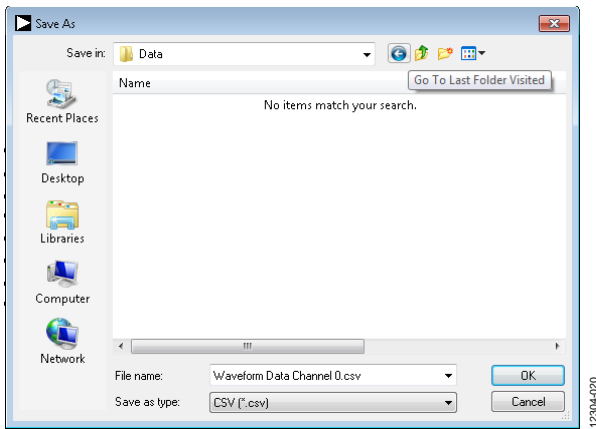 Save As
Save in: Data
Go To Last Folder Visited
Name
No items match your search.
Recent Places
Desktop
Libraries
Computer
Network
File name: Waveform Data Channel 0.csv OK
Save as type: CSV (*.csv) Cancel
12304-020